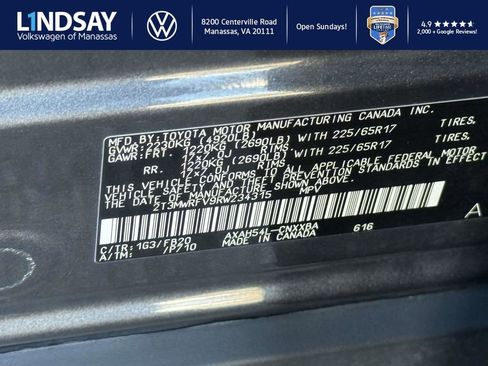 LINDSAY
Volkswagen of Manassas
8200 Centerville Road
Manassas, VA 20111
Open Sundays!
4.9
2,000+ Google Reviews!
MFD. BY: TOYOTA MOTOR MANUFACTURING CANADA INC.
GVWR: 2230KG (4920LB)
GAWR: FRT. 1220KG (2690LB) WITH 225/65R17 TIRES,
RIMS,
RR. 1220KG (2690LB) WITH 225/65R17 TIRES,
RIMS,
THIS VEHICLE CONFORMS TO ALL APPLICABLE FEDERAL MOTOR
VEHICLE SAFETY AND THEFT PREVENTION STANDARDS IN EFFECT
ON THE DATE OF MANUFACTURE SHOWN ABOVE.
2T3MWRFV9RW234315 MPV
C/TR: 1G3/FB20 AXAH54L-CNXXBA 616
A/TM: /P710 MADE IN CANADA
A